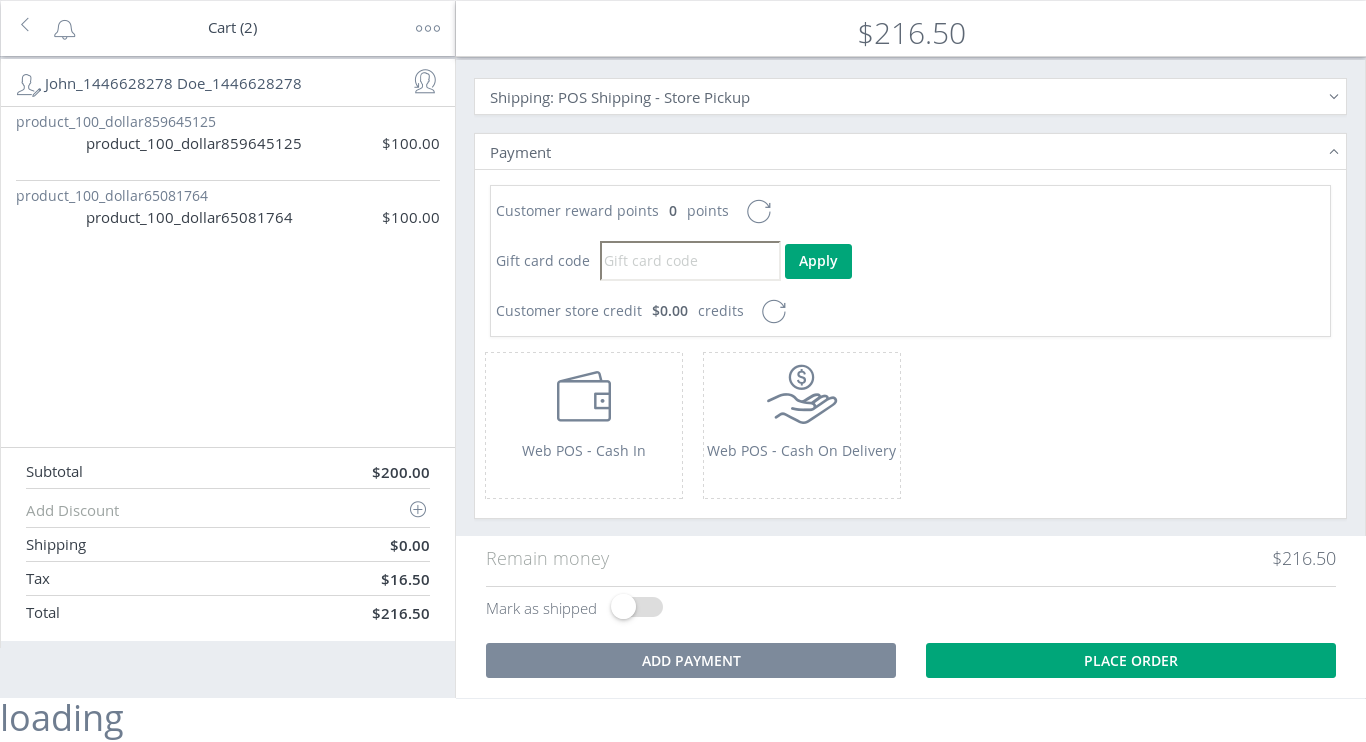 Cart (2)
John_1446628278 Doe_1446628278
product_100_dollar859645125
product_100_dollar859645125 $100.00
product_100_dollar65081764
product_100_dollar65081764 $100.00
Subtotal $200.00
Add Discount
Shipping $0.00
Tax $16.50
Total $216.50
$216.50
Shipping: POS Shipping - Store Pickup
Payment
Customer reward points 0 points
Gift card code Gift card code Apply
Customer store credit $0.00 credits
$
Web POS - Cash In Web POS - Cash On Delivery
Remain money $216.50
Mark as shipped
ADD PAYMENT PLACE ORDER
loading